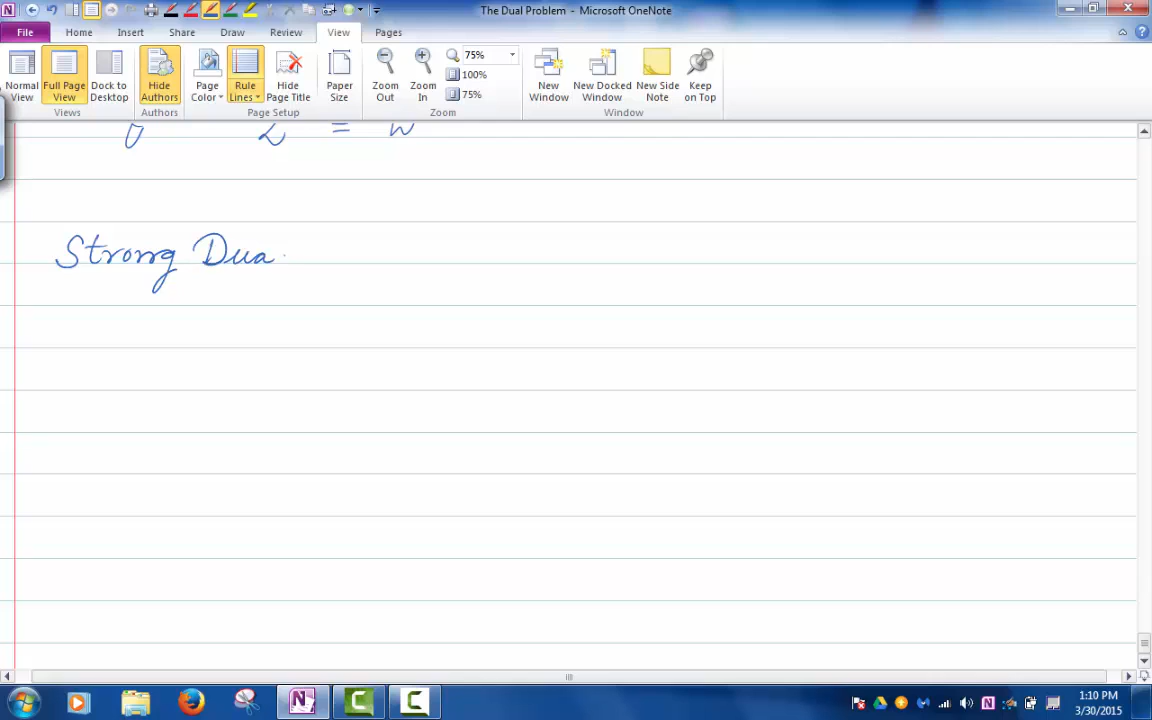 The Dual Problem - Microsoft OneNote
File Home Insert Share Draw Review View Pages
Normal View Full Page View Dock to Desktop Hide Authors Page Color Rule Lines Hide Page Title Paper Size Zoom Out Zoom In 75% 100% 75% New Window New Docked Window New Side Note Keep on Top
Views Authors Page Setup Zoom Window
= w
Strong Dua
1:10 PM
3/30/2015